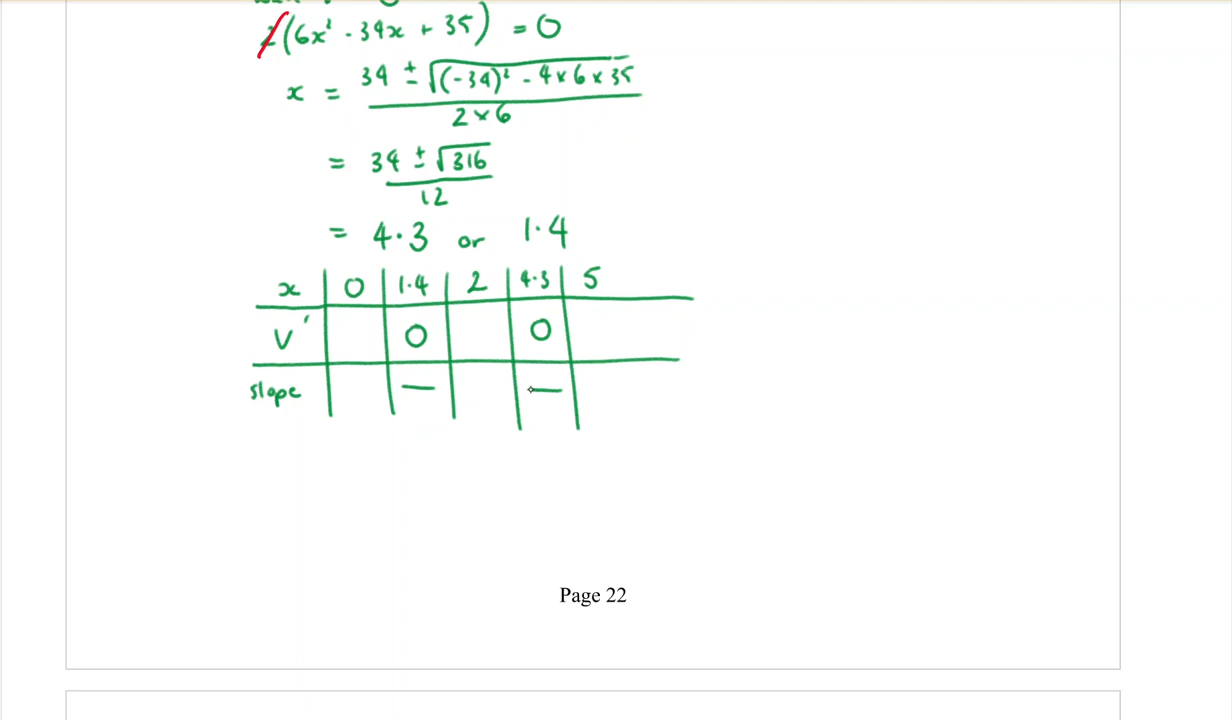 2(6x² - 34x + 35) = 0
x = (34 ± √((-34)² - 4 × 6 × 35)) / (2 × 6)
= (34 ± √316) / 12
= 4.3 or 1.4
x | 0 | 1.4 | 2 | 4.3 | 5
V' | | 0 | | 0 |
slope | | — | | — |
Page 22